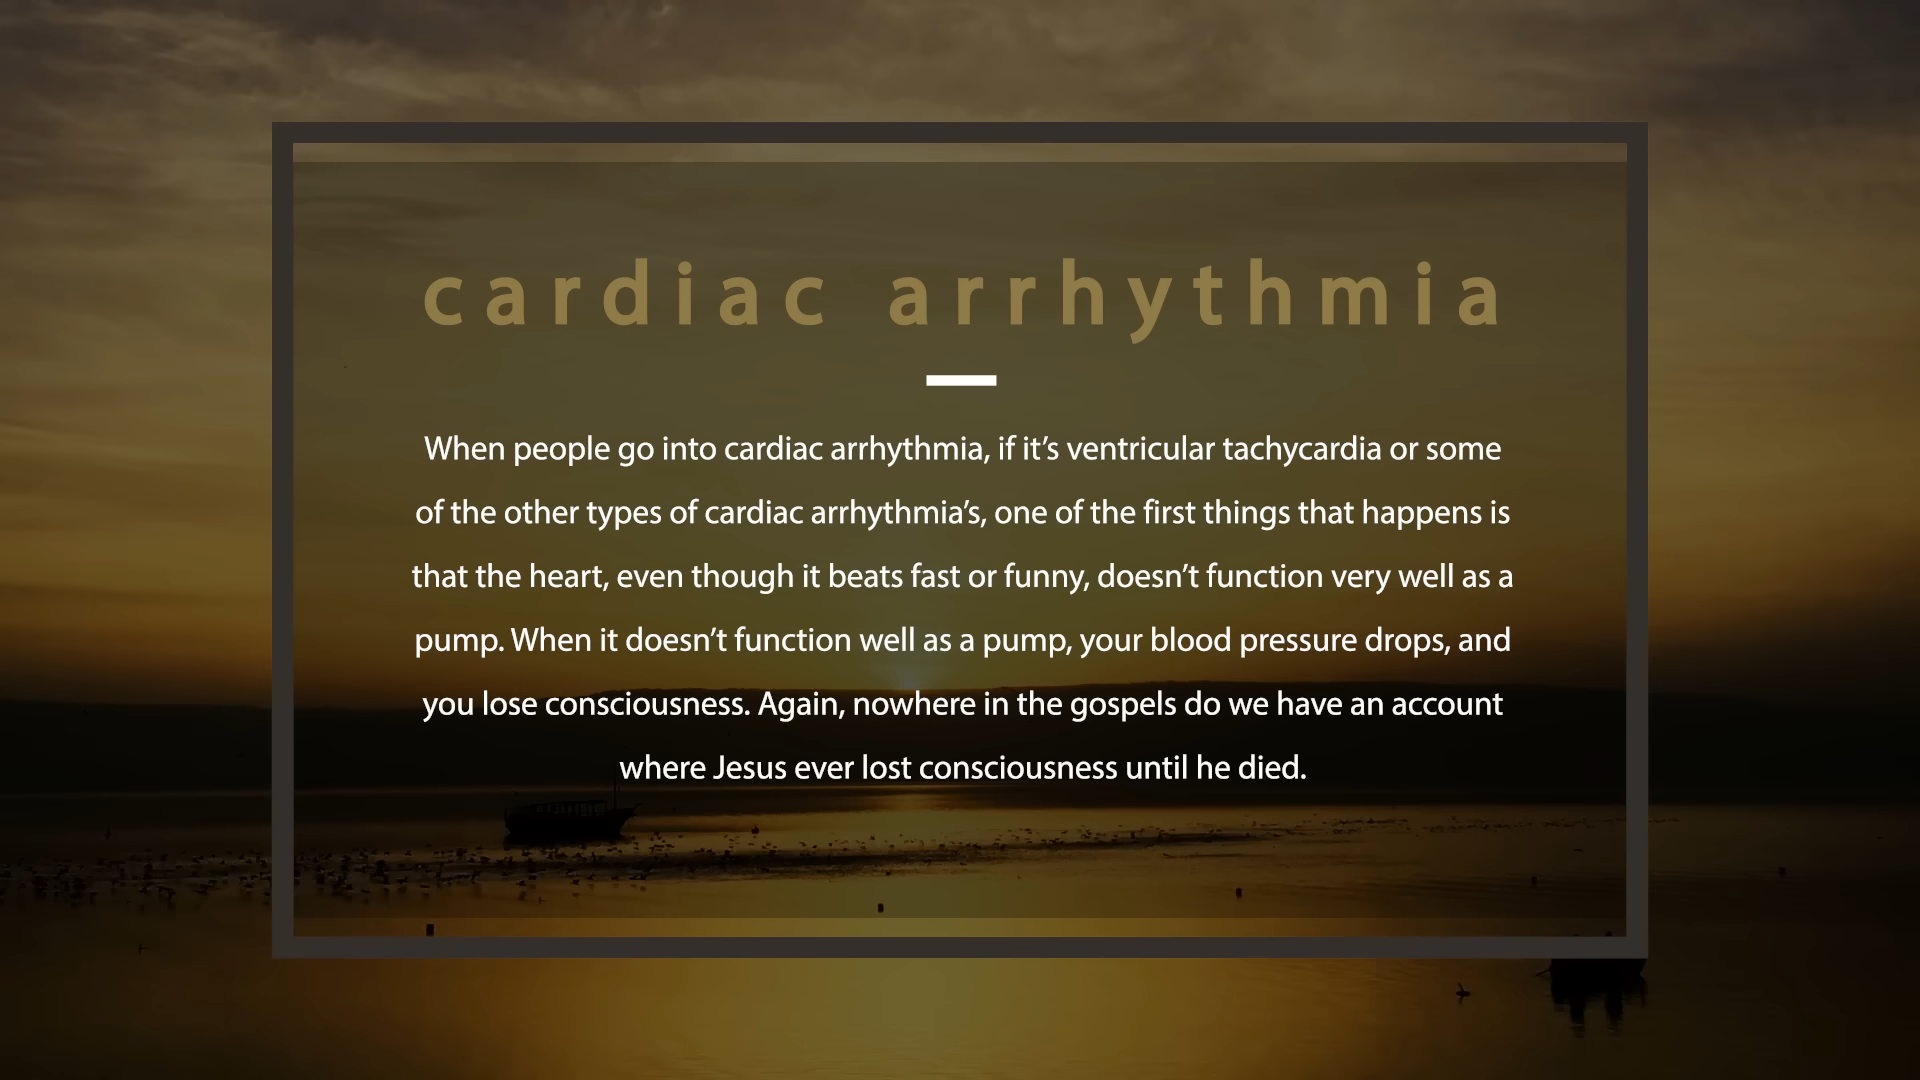 cardiac arrhythmia
When people go into cardiac arrhythmia, if it’s ventricular tachycardia or some
of the other types of cardiac arrhythmia’s, one of the first things that happens is
that the heart, even though it beats fast or funny, doesn’t function very well as a
pump. When it doesn’t function well as a pump, your blood pressure drops, and
you lose consciousness. Again, nowhere in the gospels do we have an account
where Jesus ever lost consciousness until he died.